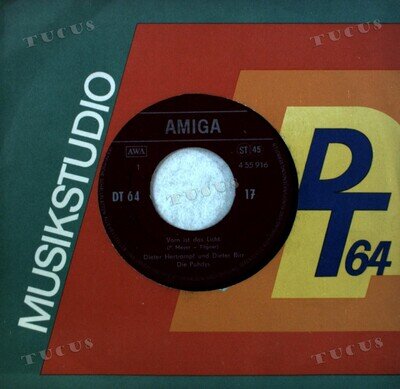 TUCUS
TUCUS
MUSIKSTUDIO
AMIGA
AWA
ST 45
1
4 55 916
DT 64
17
TUCUS
Vorn ist das Licht
Dieter Hertrampf und Dieter Birr
Die Puhdys
DT 64
TUCUS
TUCUS